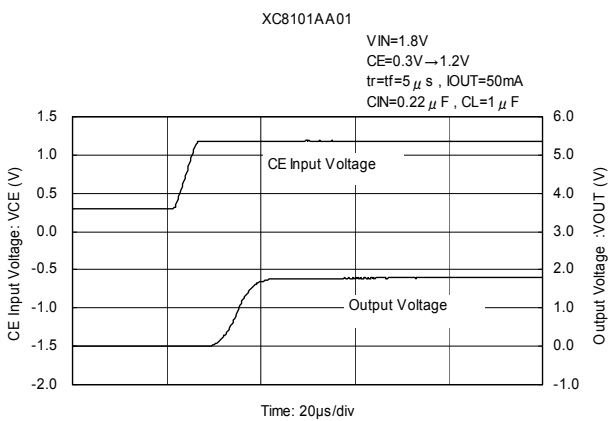 XC8101AA01
VIN=1.8V
CE=0.3V→1.2V
tr=tf=5μs , IOUT=50mA
CIN=0.22μF , CL=1μF
CE Input Voltage: VCE (V)
1.5
1.0
0.5
0.0
-0.5
-1.0
-1.5
-2.0
CE Input Voltage
Output Voltage
6.0
5.0
4.0
3.0
2.0
1.0
0.0
-1.0
Output Voltage :VOUT (V)
Time: 20μs/div